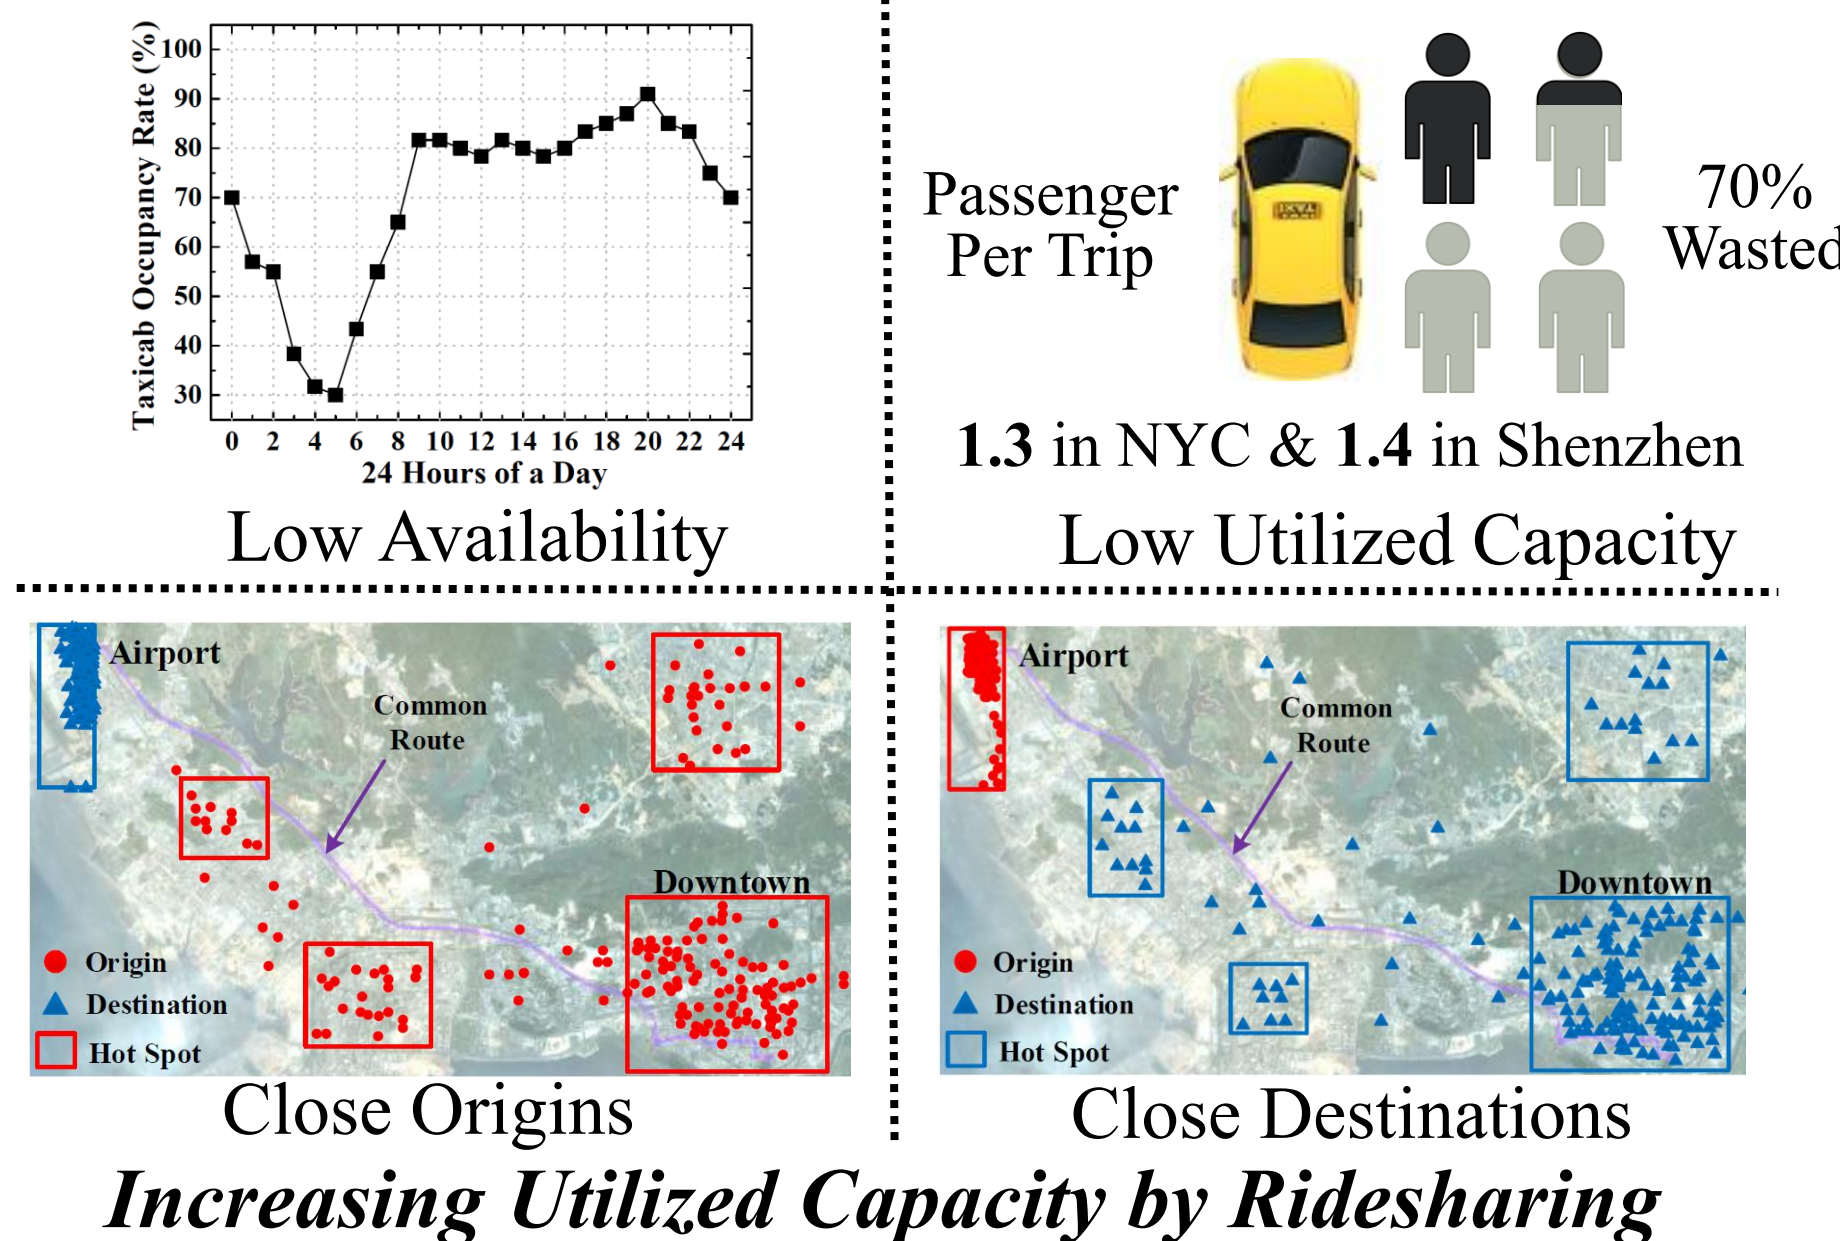 Taxicab Occupancy Rate (%)
100
90
80
70
60
50
40
30
0 2 4 6 8 10 12 14 16 18 20 22 24
24 Hours of a Day
Low Availability
Passenger
Per Trip
TAXI
70%
Wasted
1.3 in NYC & 1.4 in Shenzhen
Low Utilized Capacity
Airport
Common
Route
Downtown
Origin
Destination
Hot Spot
Close Origins
Airport
Common
Route
Downtown
Origin
Destination
Hot Spot
Close Destinations
Increasing Utilized Capacity by Ridesharing